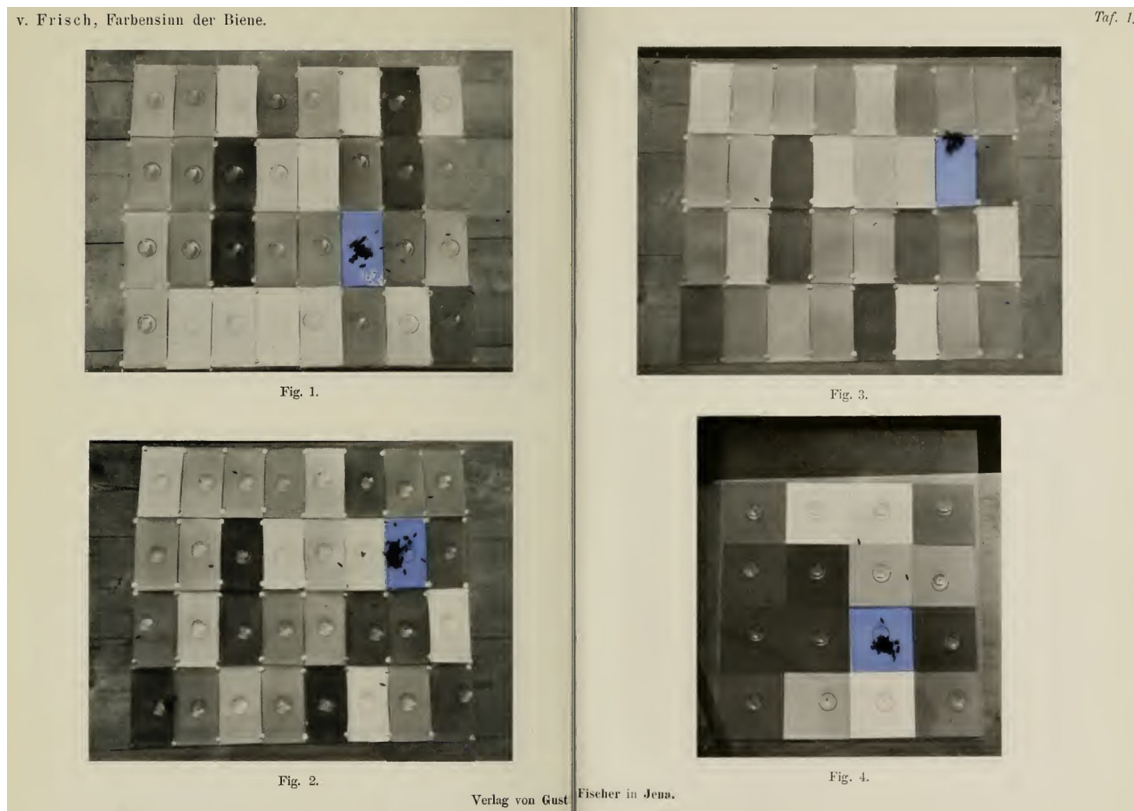 v. Frisch, Farbensinn der Biene.
Taf. 1.
Fig. 1.
Fig. 3.
Fig. 2.
Fig. 4.
Verlag von Gust Fischer in Jena.